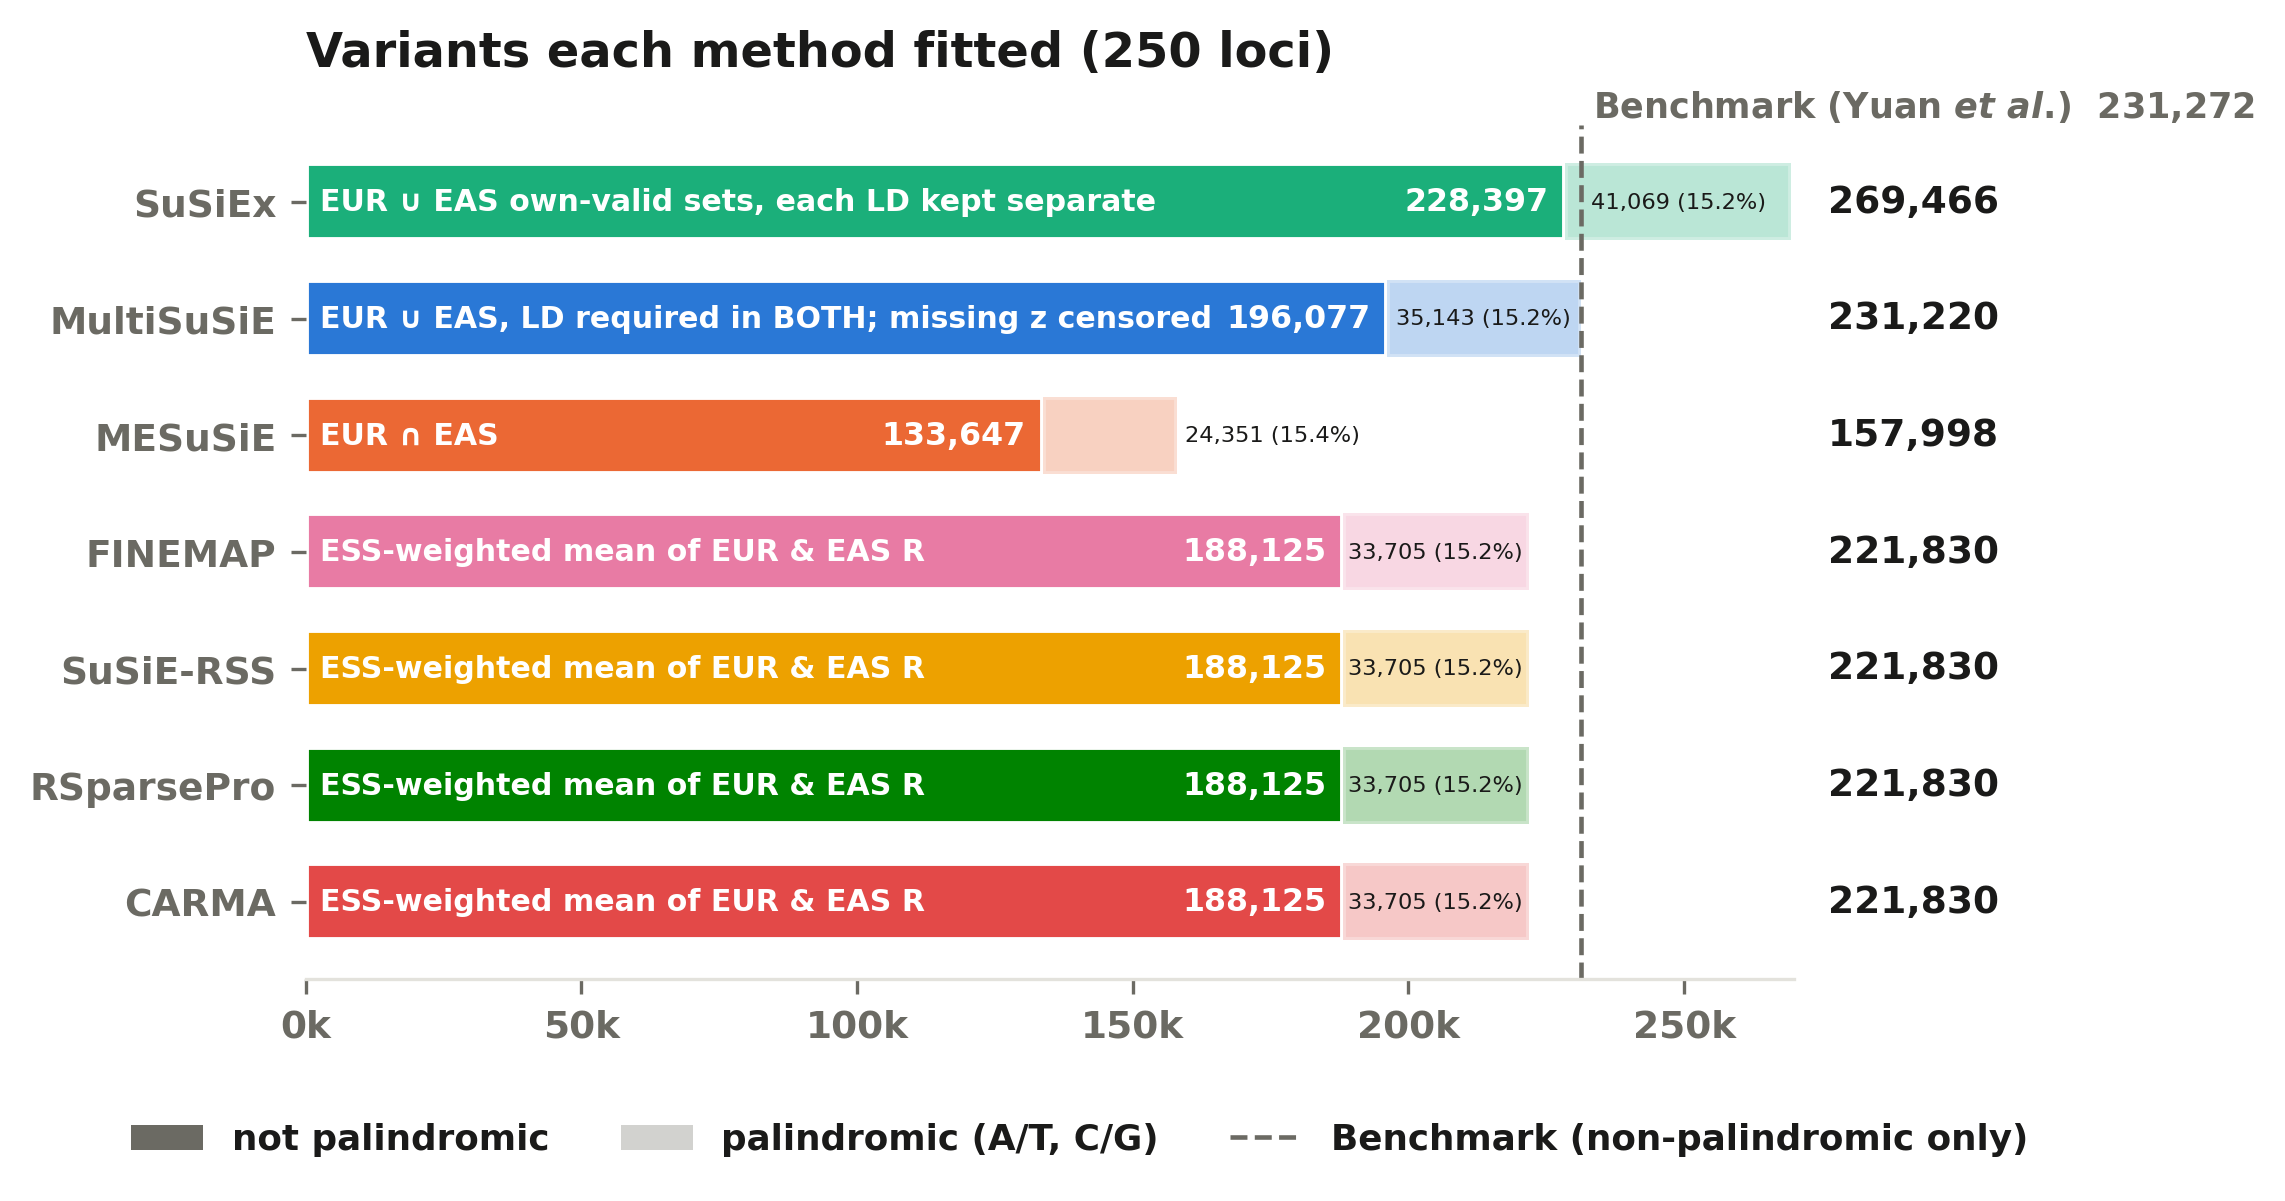 Variants each method fitted (250 loci)
Benchmark (Yuan et al.) 231,272
SuSiEx EUR ∪ EAS own-valid sets, each LD kept separate 228,397 41,069 (15.2%) 269,466
MultiSuSiE EUR ∪ EAS, LD required in BOTH; missing z censored 196,077 35,143 (15.2%) 231,220
MESuSiE EUR ∩ EAS 133,647 24,351 (15.4%) 157,998
FINEMAP ESS-weighted mean of EUR & EAS R 188,125 33,705 (15.2%) 221,830
SuSiE-RSS ESS-weighted mean of EUR & EAS R 188,125 33,705 (15.2%) 221,830
RSparsePro ESS-weighted mean of EUR & EAS R 188,125 33,705 (15.2%) 221,830
CARMA ESS-weighted mean of EUR & EAS R 188,125 33,705 (15.2%) 221,830
0k 50k 100k 150k 200k 250k
not palindromic palindromic (A/T, C/G) Benchmark (non-palindromic only)